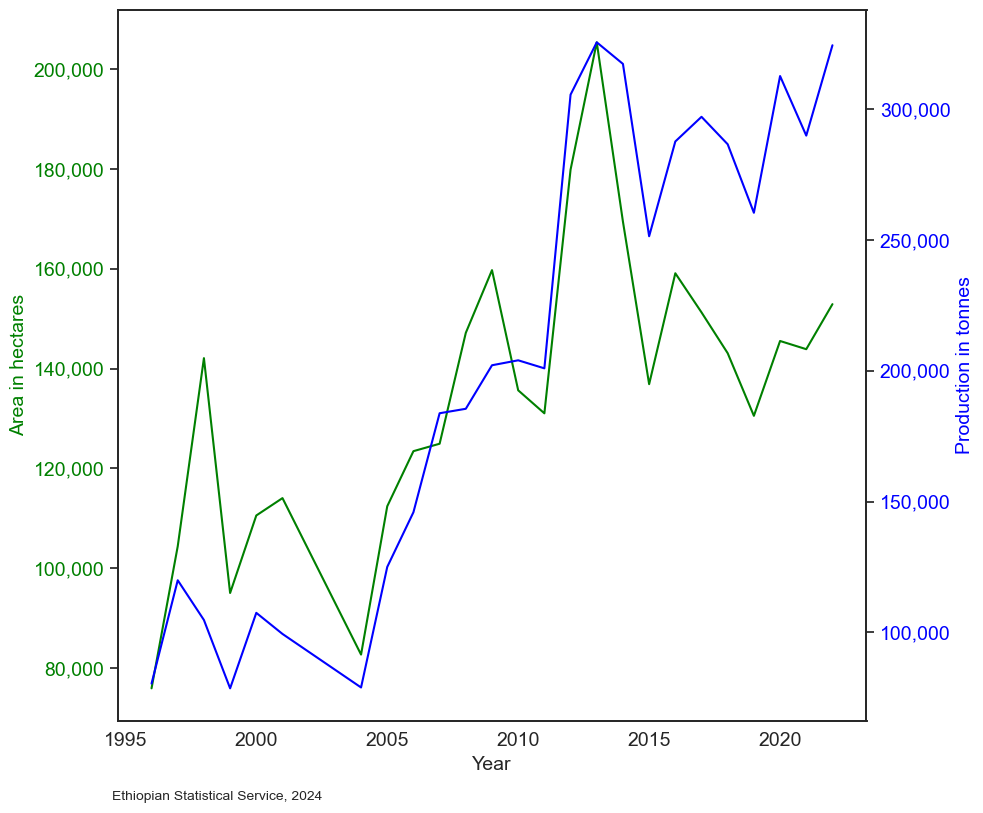 200,000
180,000
160,000
140,000
120,000
100,000
80,000
Area in hectares
300,000
250,000
200,000
150,000
100,000
Production in tonnes
1995 2000 2005 2010 2015 2020
Year
Ethiopian Statistical Service, 2024